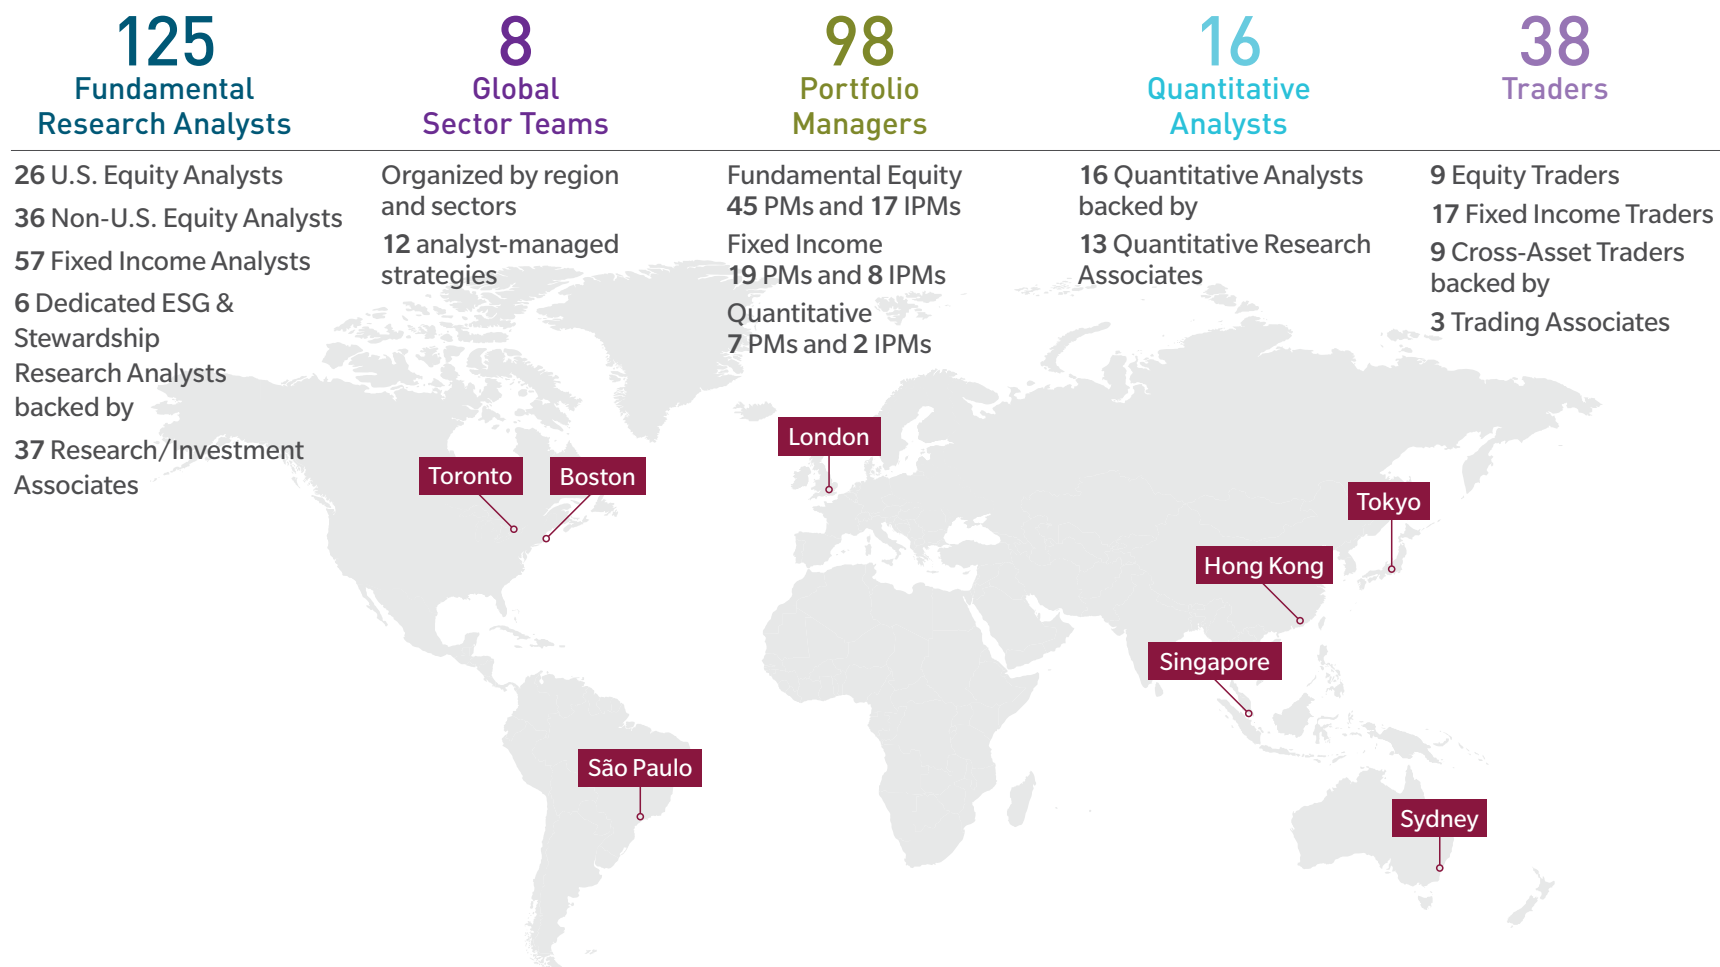 125
Fundamental
Research Analysts
26 U.S. Equity Analysts
36 Non-U.S. Equity Analysts
57 Fixed Income Analysts
6 Dedicated ESG &
Stewardship
Research Analysts
backed by
37 Research/Investment
Associates
8
Global
Sector Teams
Organized by region
and sectors
12 analyst-managed
strategies
98
Portfolio
Managers
Fundamental Equity
45 PMs and 17 IPMs
Fixed Income
19 PMs and 8 IPMs
Quantitative
7 PMs and 2 IPMs
16
Quantitative
Analysts
16 Quantitative Analysts
backed by
13 Quantitative Research
Associates
38
Traders
9 Equity Traders
17 Fixed Income Traders
9 Cross-Asset Traders
backed by
3 Trading Associates
London
Toronto
Boston
Tokyo
Hong Kong
Singapore
São Paulo
Sydney